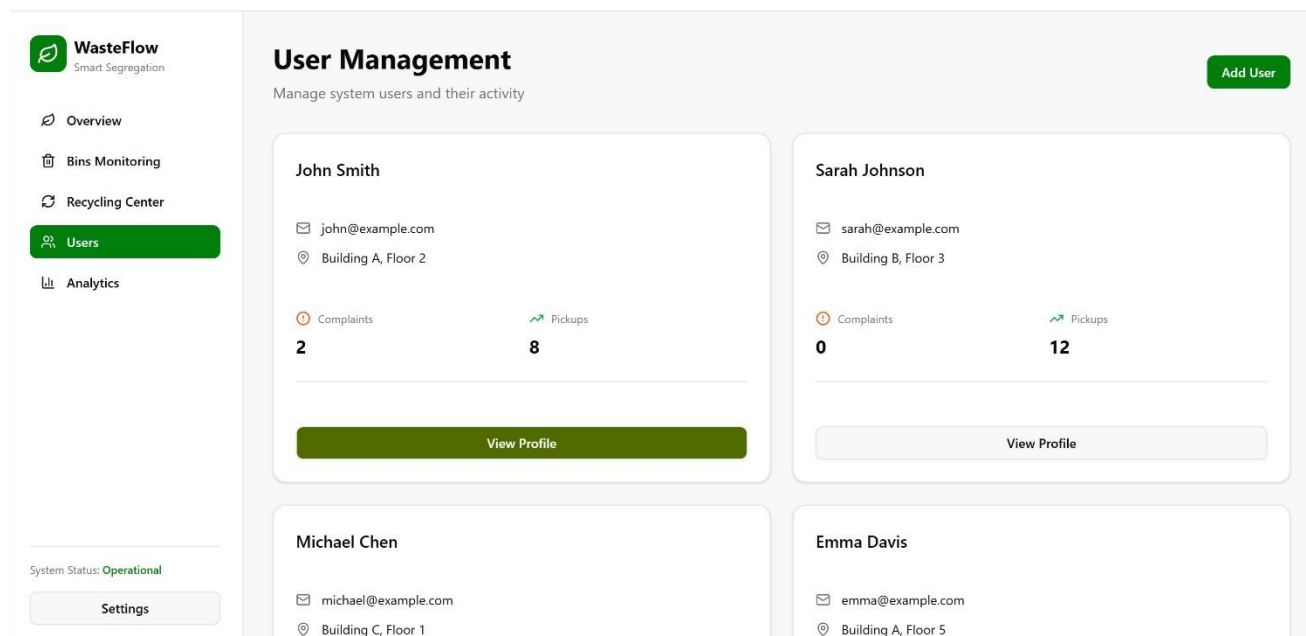 WasteFlow
Smart Segregation
Overview
Bins Monitoring
Recycling Center
Users
Analytics
System Status: Operational
Settings
User Management
Manage system users and their activity
Add User
John Smith
john@example.com
Building A, Floor 2
Complaints
2
Pickups
8
View Profile
Sarah Johnson
sarah@example.com
Building B, Floor 3
Complaints
0
Pickups
12
View Profile
Michael Chen
michael@example.com
Building C, Floor 1
Emma Davis
emma@example.com
Building A, Floor 5